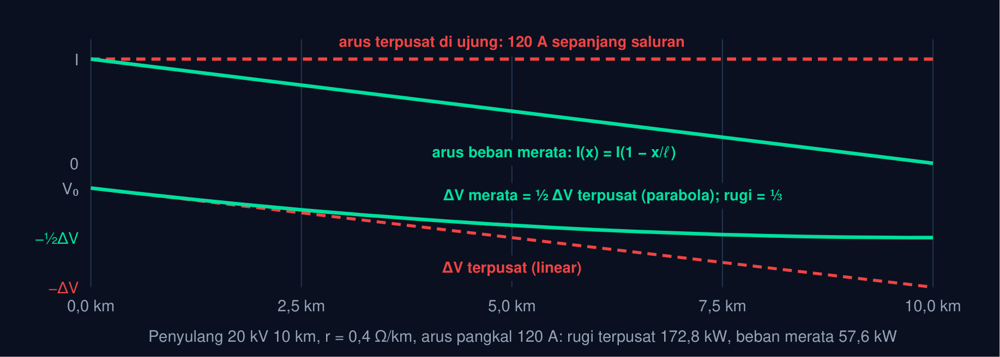 arus terpusat di ujung: 120 A sepanjang saluran
I
arus beban merata: I(x) = I(1 − x/ℓ)
0
V₀
ΔV merata = ½ ΔV terpusat (parabola); rugi = ⅓
−½ΔV
ΔV terpusat (linear)
−ΔV
0,0 km 2,5 km 5,0 km 7,5 km 10,0 km
Penyulang 20 kV 10 km, r = 0,4 Ω/km, arus pangkal 120 A: rugi terpusat 172,8 kW, beban merata 57,6 kW